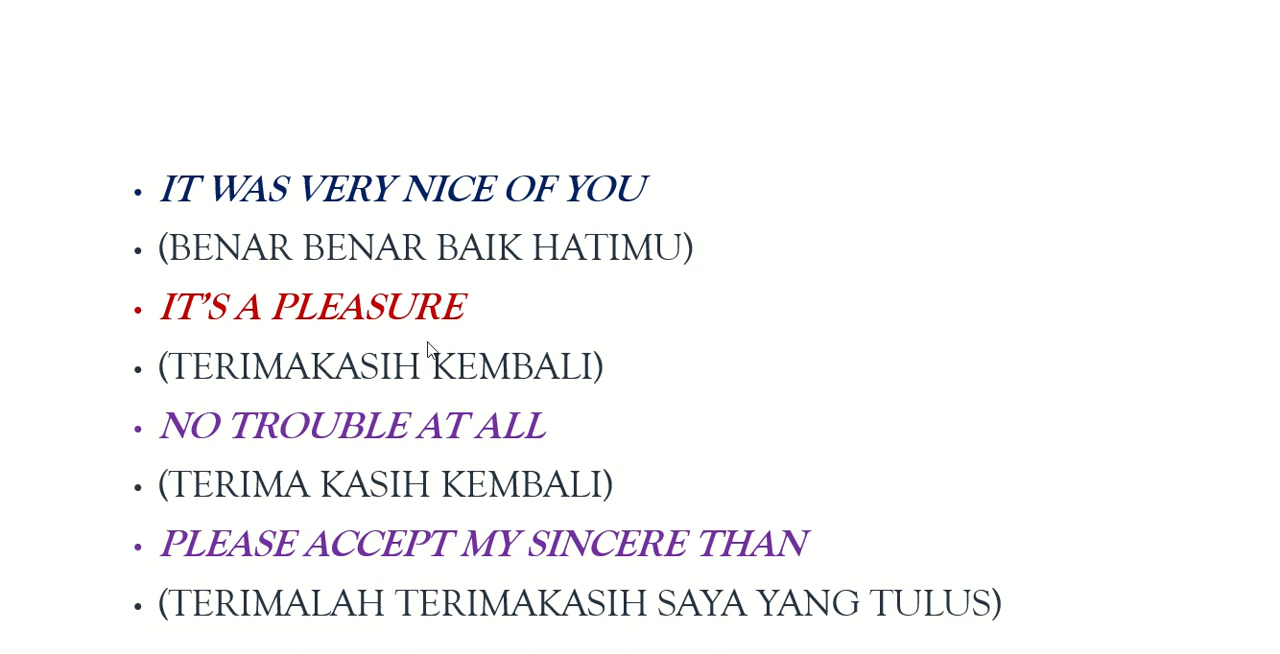 • IT WAS VERY NICE OF YOU
• (BENAR BENAR BAIK HATIMU)
• IT’S A PLEASURE
• (TERIMAKASIH KEMBALI)
• NO TROUBLE AT ALL
• (TERIMA KASIH KEMBALI)
• PLEASE ACCEPT MY SINCERE THAN
• (TERIMALAH TERIMAKASIH SAYA YANG TULUS)